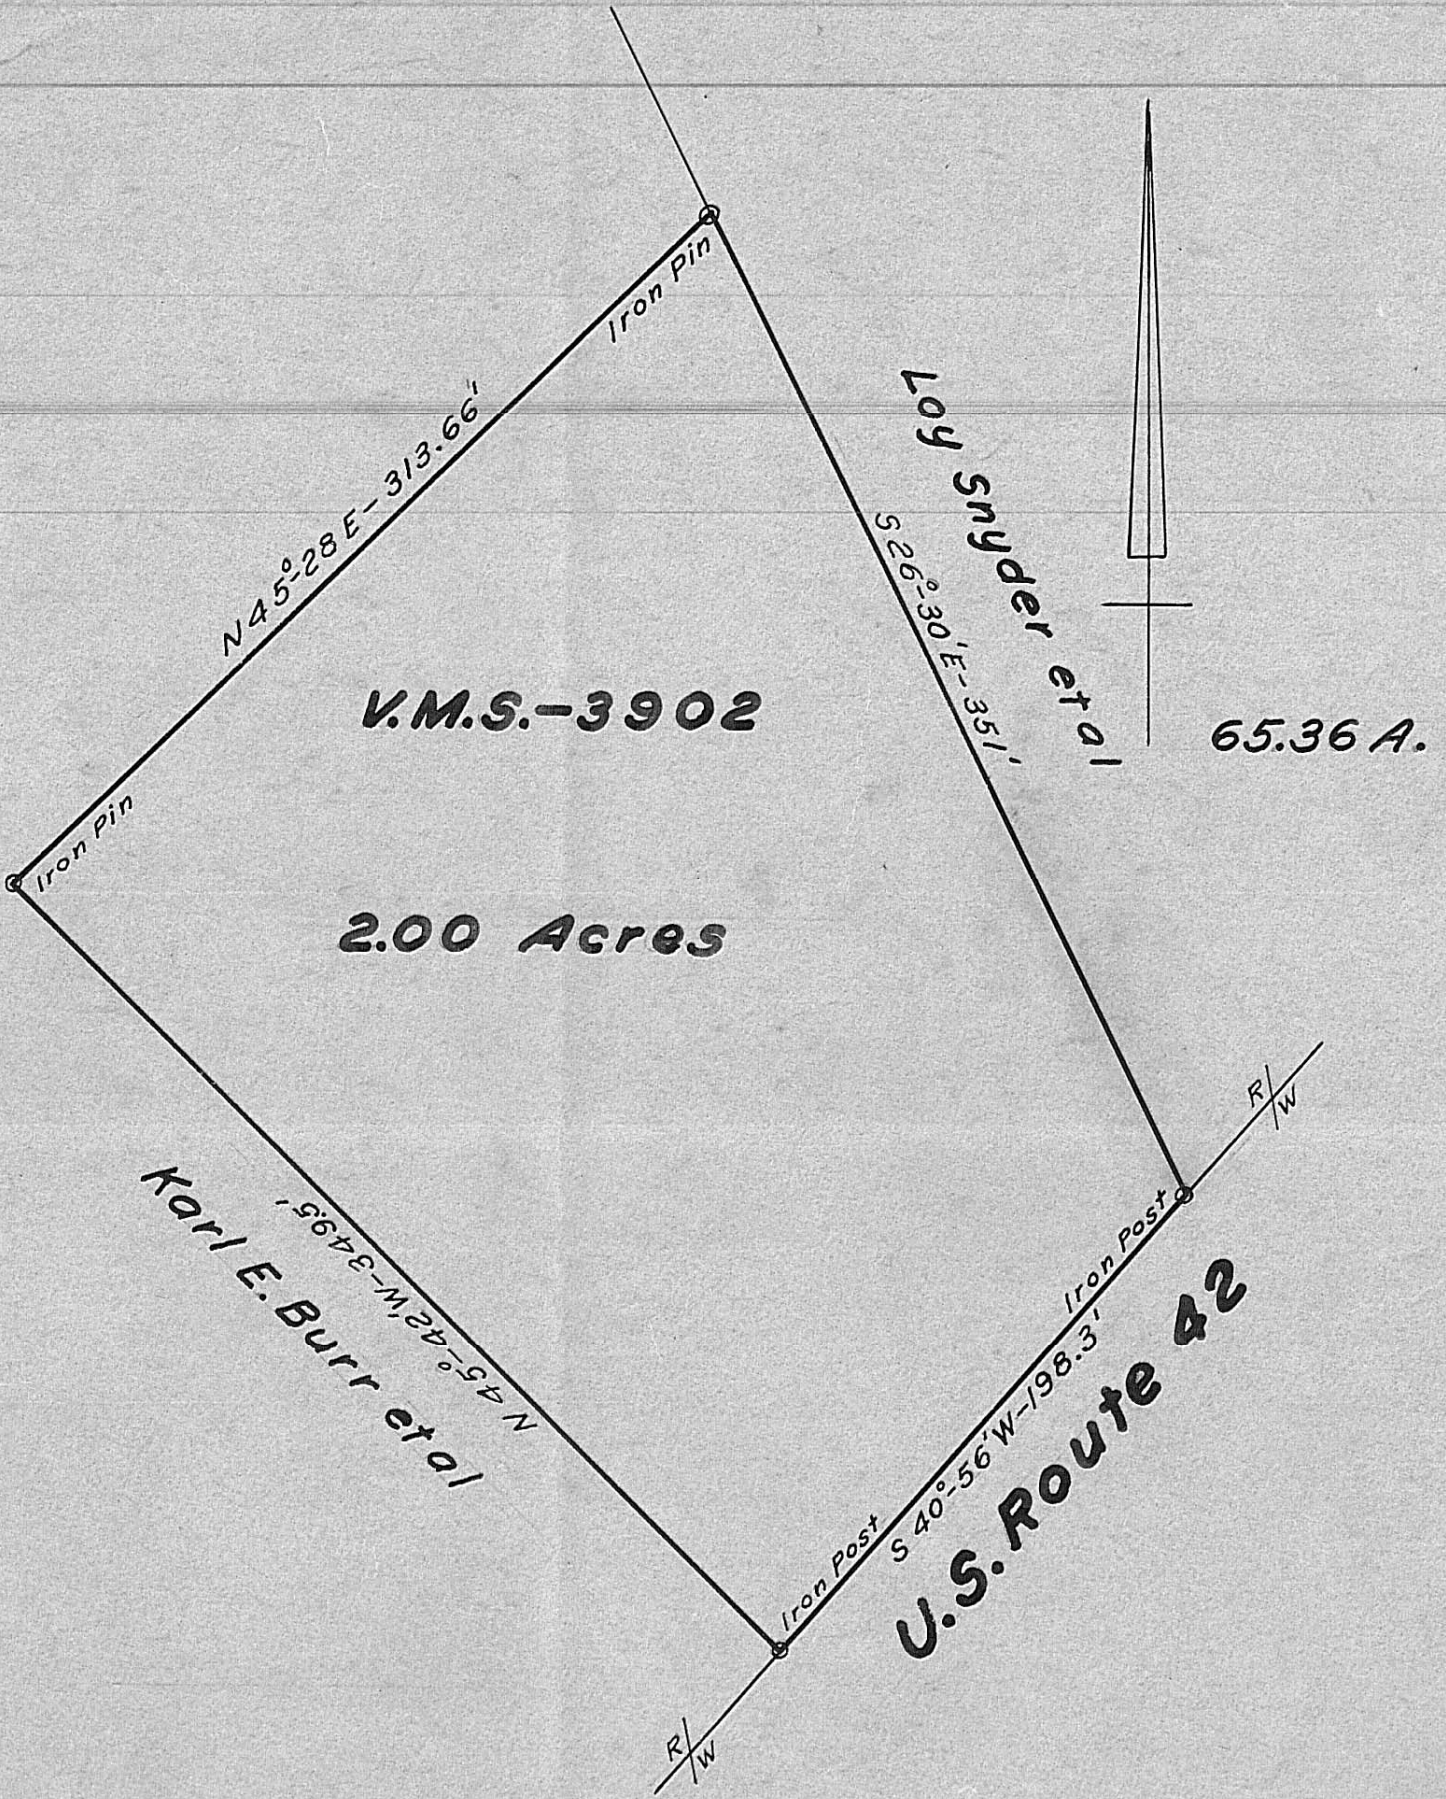 Iron Pin
N 45°-28 E - 313.66'
Loy Snyder et al
S 26°-30' E - 351'
V.M.S.-3902
65.36 A.
Iron Pin
2.00 Acres
R/W
Karl E. Burr et al
N 45°-42' W - 349.5'
Iron Post
S 40°-56' W - 198.3'
U.S. Route 42
Iron Post
R/W